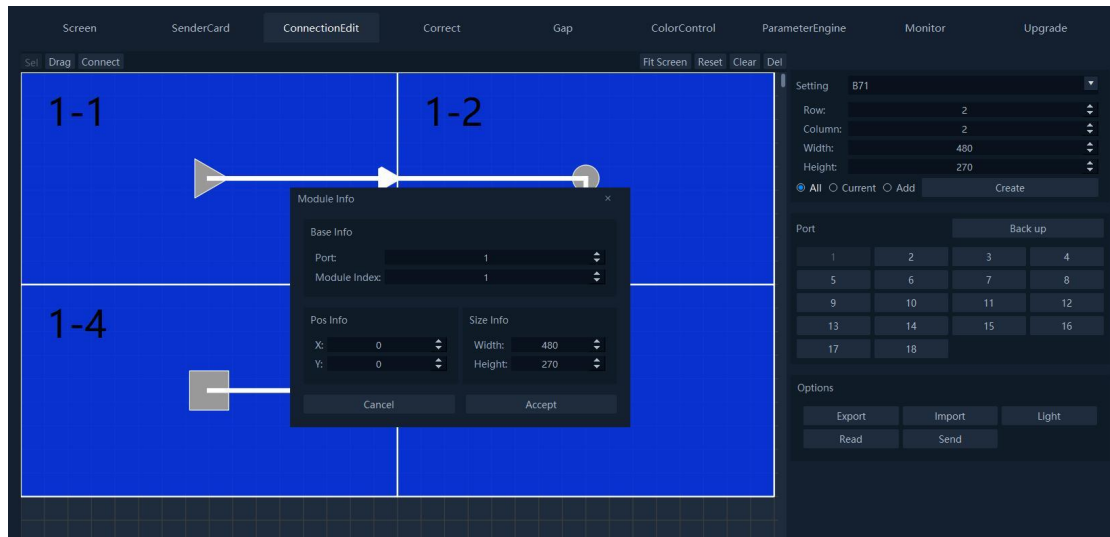 Screen SenderCard ConnectionEdit Correct Gap ColorControl ParameterEngine Monitor Upgrade
Sel Drag Connect Fit Screen Reset Clear Del
Setting B71
Row: 2
Column: 2
Width: 480
Height: 270
All Current Add Create
Port Back up
1 2 3 4
5 6 7 8
9 10 11 12
13 14 15 16
17 18
Options
Export Import Light
Read Send
1-1 1-2
1-4
Module Info ×
Base Info
Port: 1
Module Index: 1
Pos Info Size Info
X: 0 Width: 480
Y: 0 Height: 270
Cancel Accept